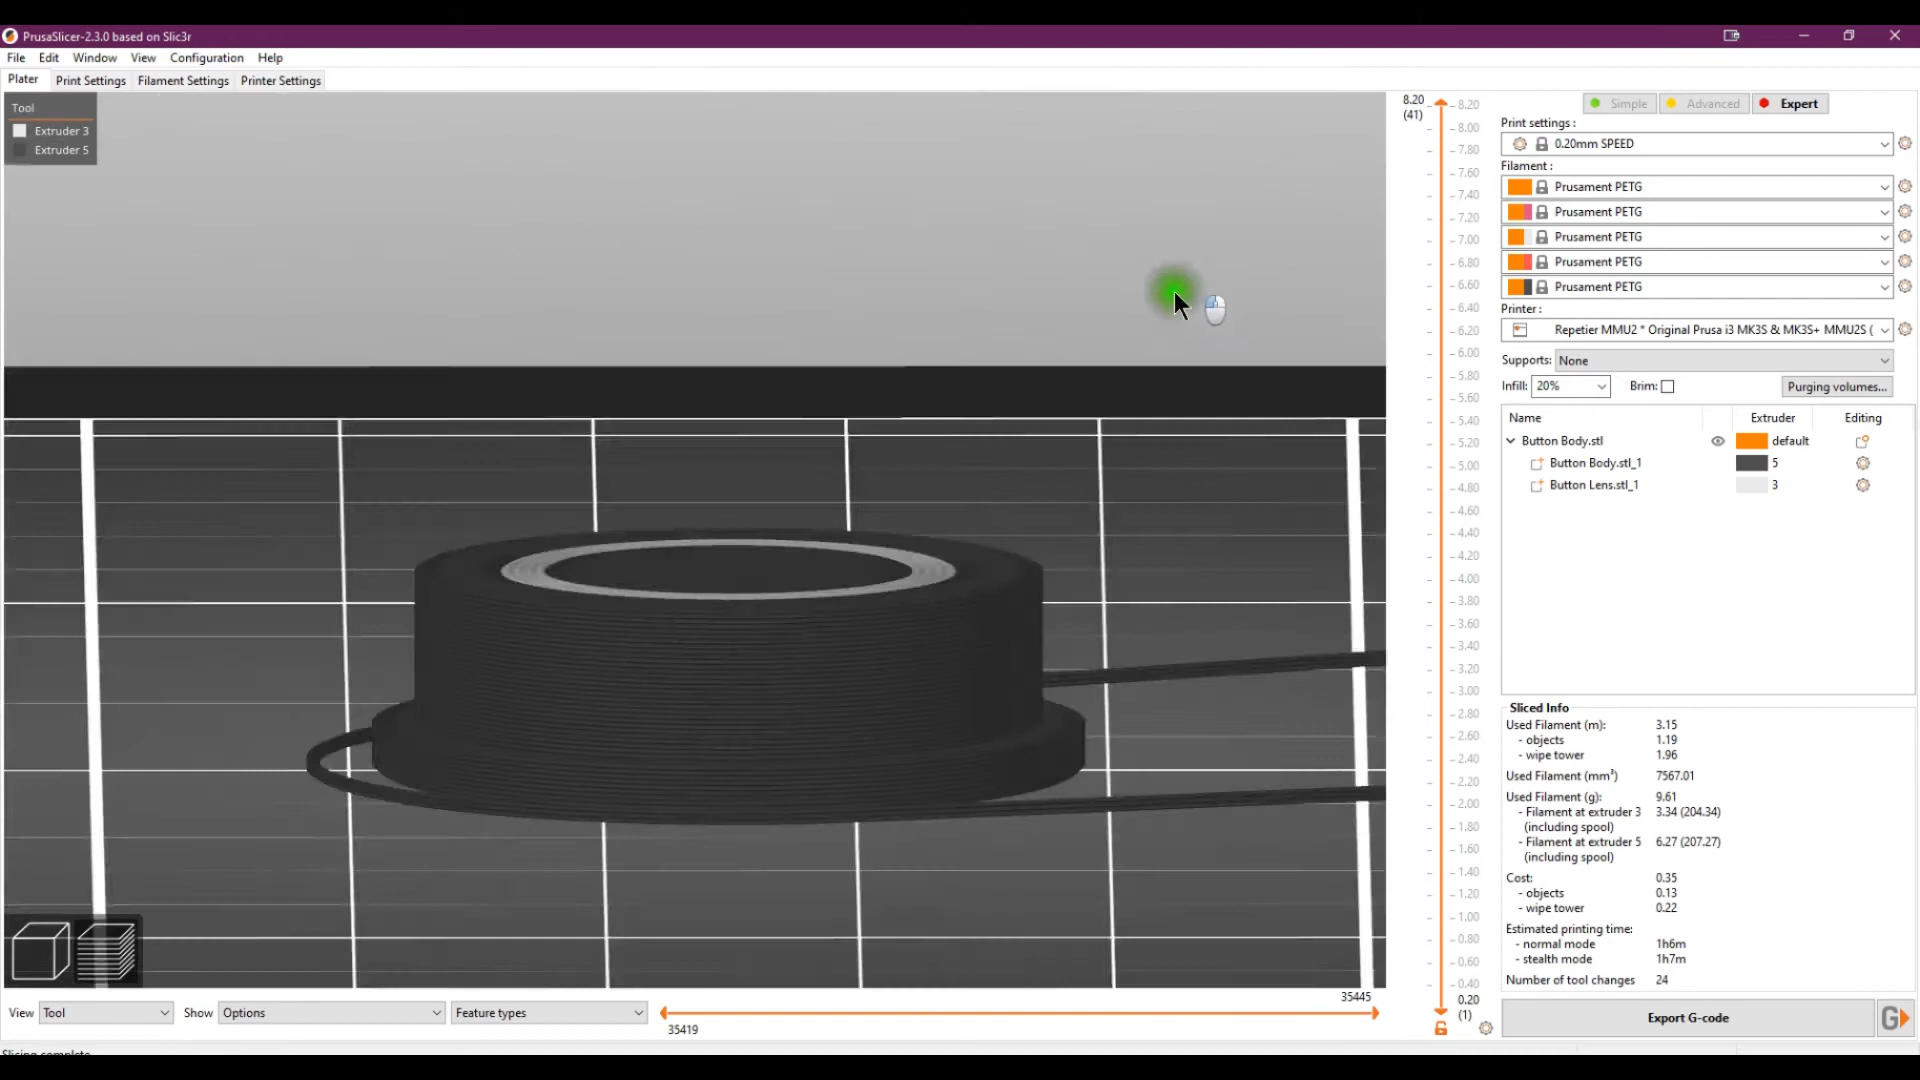 PrusaSlicer-2.3.0 based on Slic3r
File Edit Window View Configuration Help
Plater Print Settings Filament Settings Printer Settings
Tool
Extruder 3
Extruder 5
8.20
(41)
8.20
8.00
7.80
7.60
7.40
7.20
7.00
6.80
6.60
6.40
6.20
6.00
5.80
5.60
5.40
5.20
5.00
4.80
4.60
4.40
4.20
4.00
3.80
3.60
3.40
3.20
3.00
2.80
2.60
2.40
2.20
2.00
1.80
1.60
1.40
1.20
1.00
0.80
0.60
0.40
0.20
(1)
Simple Advanced Expert
Print settings :
0.20mm SPEED
Filament :
Prusament PETG
Prusament PETG
Prusament PETG
Prusament PETG
Prusament PETG
Printer :
Repetier MMU2 * Original Prusa i3 MK3S & MK3S+ MMU2S (
Supports: None
Infill: 20% Brim: Purging volumes...
Name Extruder Editing
Button Body.stl default
Button Body.stl_1 5
Button Lens.stl_1 3
Sliced Info
Used Filament (m): 3.15
- objects 1.19
- wipe tower 1.96
Used Filament (mm³) 7567.01
Used Filament (g): 9.61
- Filament at extruder 3 3.34 (204.34)
(including spool)
- Filament at extruder 5 6.27 (207.27)
(including spool)
Cost: 0.35
- objects 0.13
- wipe tower 0.22
Estimated printing time:
- normal mode 1h6m
- stealth mode 1h7m
Number of tool changes 24
Export G-code
G
35445
View Tool Show Options Feature types
35419
Slicing complete